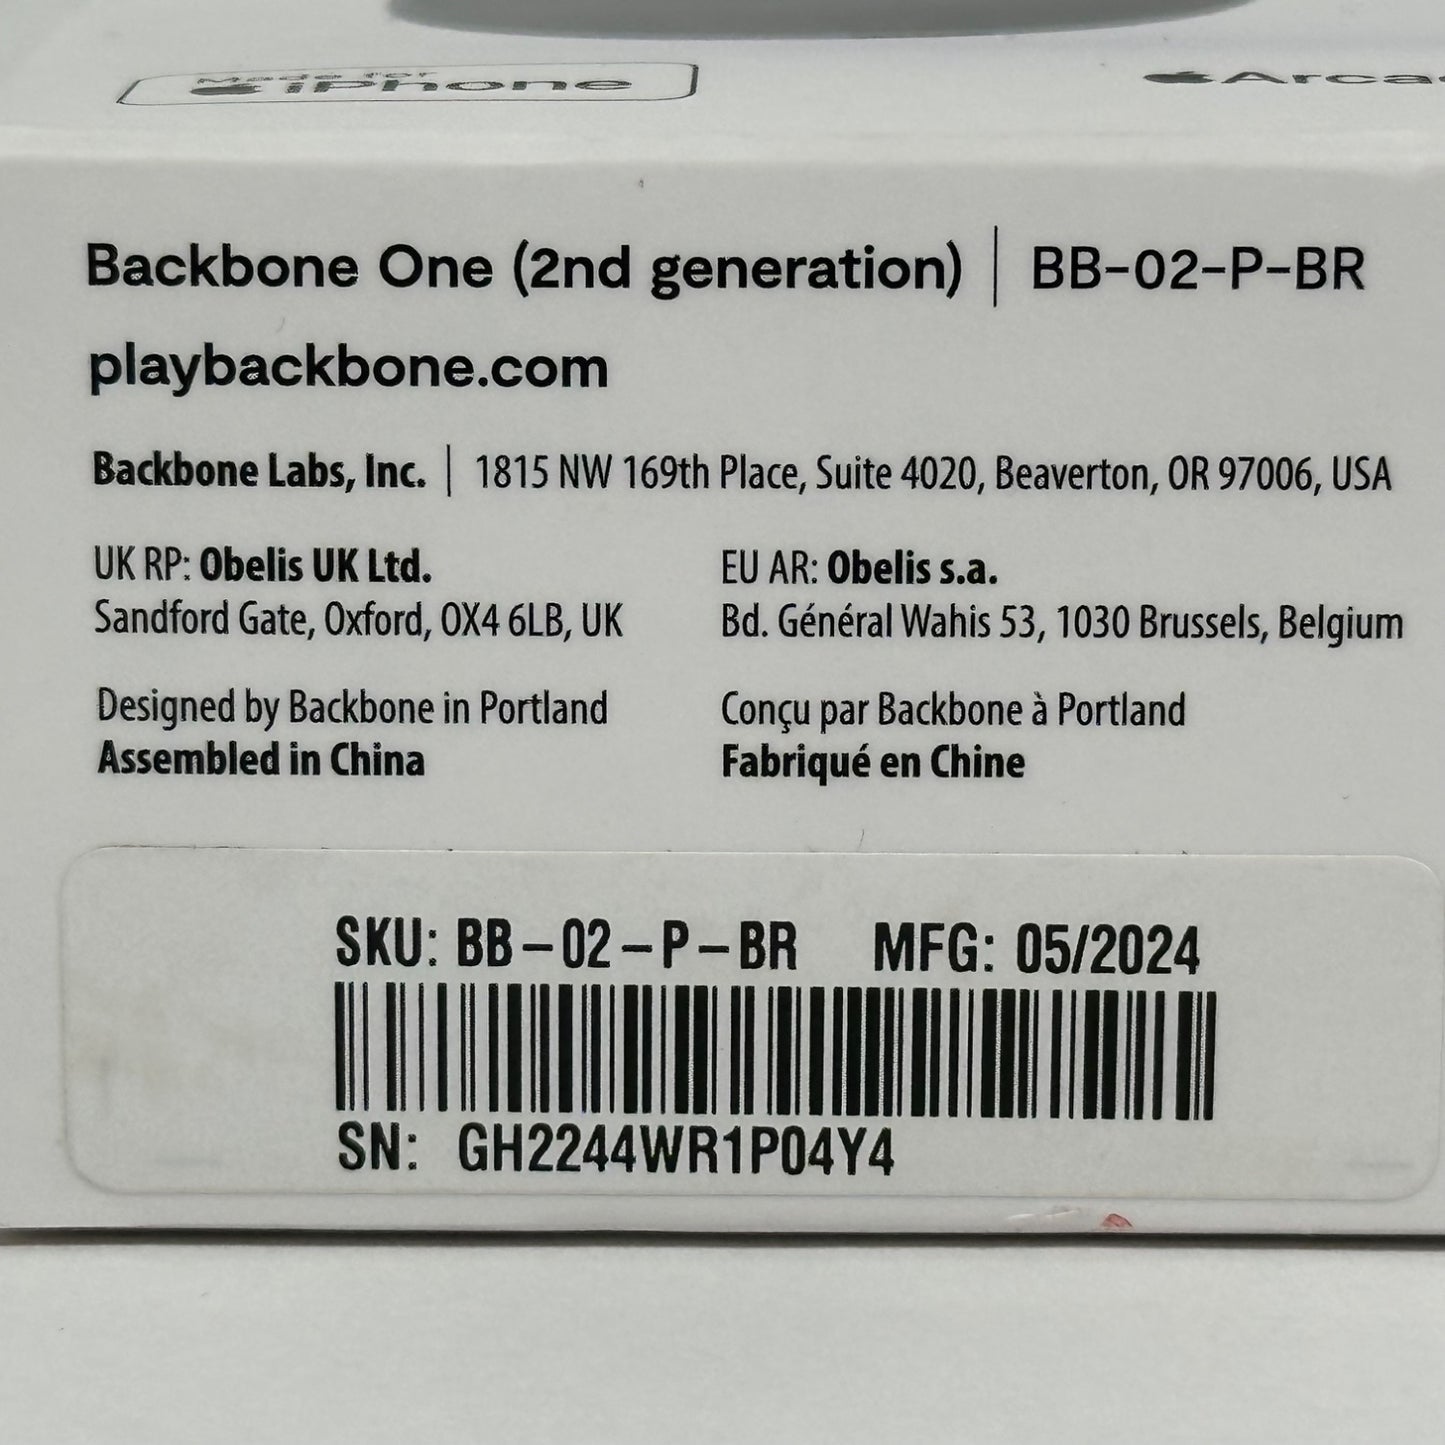 Made for
iPhone
Arca
Backbone One (2nd generation) | BB-02-P-BR
playbackbone.com
Backbone Labs, Inc. | 1815 NW 169th Place, Suite 4020, Beaverton, OR 97006, USA
UK RP: Obelis UK Ltd.
Sandford Gate, Oxford, OX4 6LB, UK
EU AR: Obelis s.a.
Bd. Général Wahis 53, 1030 Brussels, Belgium
Designed by Backbone in Portland
Assembled in China
Conçu par Backbone à Portland
Fabriqué en Chine
SKU: BB-02-P-BR MFG: 05/2024
SN: GH2244WR1P04Y4